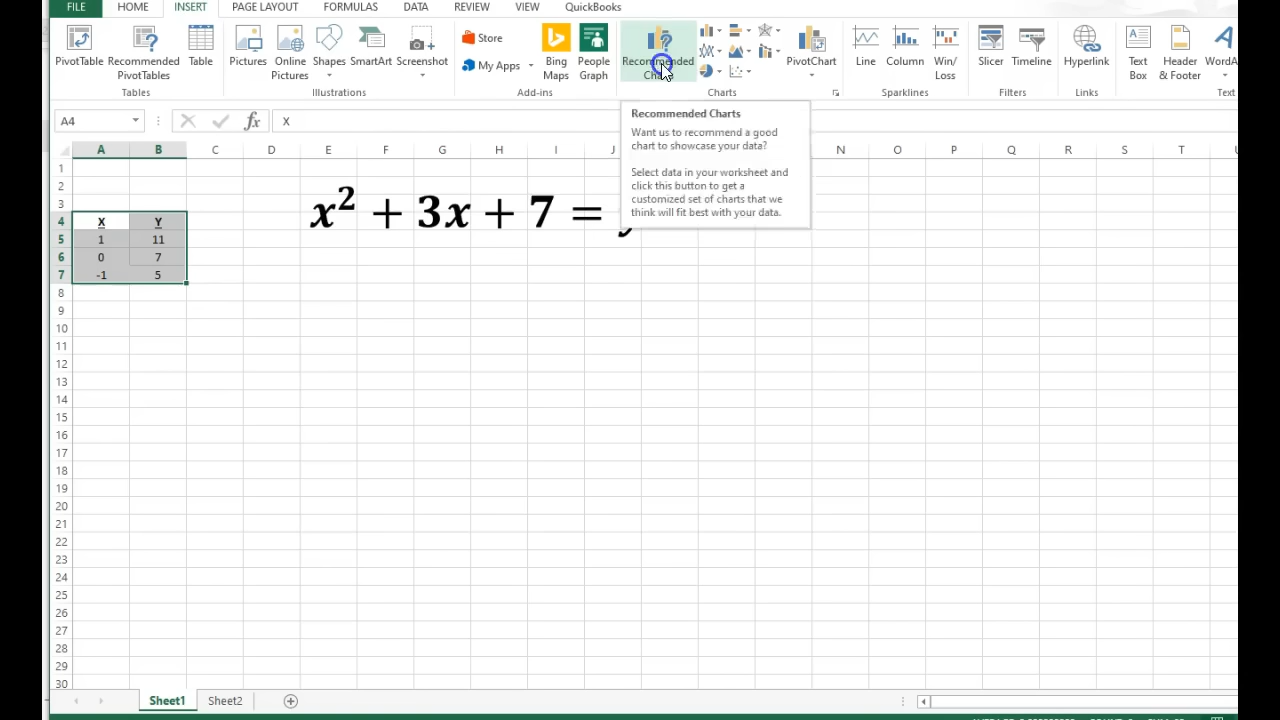 FILE HOME INSERT PAGE LAYOUT FORMULAS DATA REVIEW VIEW QuickBooks
PivotTable
Recommended
PivotTables
Table
Tables
Pictures
Online
Pictures
Shapes
SmartArt
Screenshot
Illustrations
Store
My Apps
Bing
Maps
People
Graph
Add-ins
Recommended
Charts
PivotChart
Charts
Line
Column
Win/
Loss
Sparklines
Slicer
Timeline
Filters
Hyperlink
Links
Text
Box
Header
& Footer
WordA
Text
A4 fx X
Recommended Charts
Want us to recommend a good
chart to showcase your data?
Select data in your worksheet and
click this button to get a
customized set of charts that we
think will fit best with your data.
A B C D E F G H I J N O P Q R S T U
1
2
3
4 X Y
5 1 11
6 0 7
7 -1 5
x² + 3x + 7 = y
8
9
10
11
12
13
14
15
16
17
18
19
20
21
22
23
24
25
26
27
28
29
30
Sheet1 Sheet2